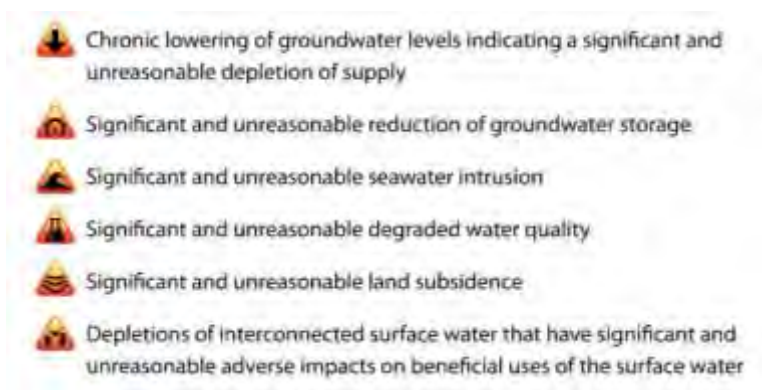 Chronic lowering of groundwater levels indicating a significant and
unreasonable depletion of supply
Significant and unreasonable reduction of groundwater storage
Significant and unreasonable seawater intrusion
Significant and unreasonable degraded water quality
Significant and unreasonable land subsidence
Depletions of interconnected surface water that have significant and
unreasonable adverse impacts on beneficial uses of the surface water